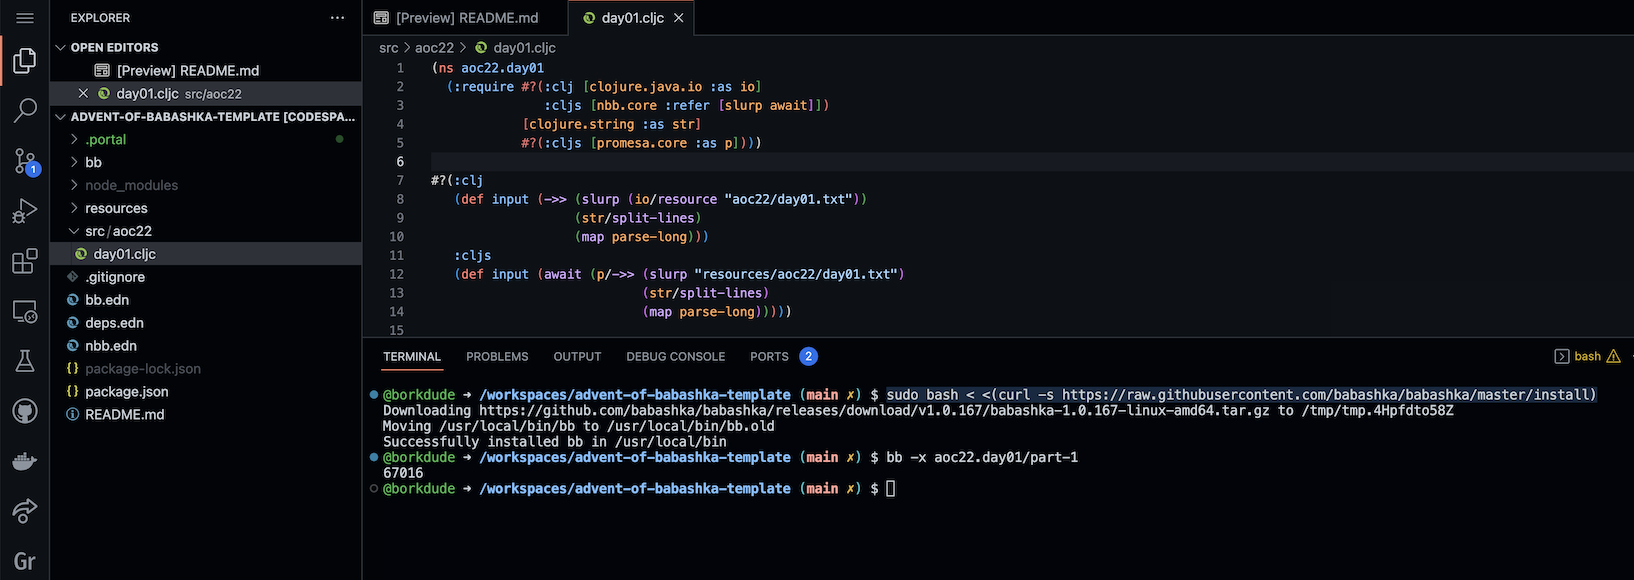 EXPLORER ···
OPEN EDITORS
[Preview] README.md
day01.cljc src/aoc22
ADVENT-OF-BABASHKA-TEMPLATE [CODESPA...
.portal
bb
node_modules
resources
src/aoc22
day01.cljc
.gitignore
bb.edn
deps.edn
nbb.edn
{} package-lock.json
{} package.json
README.md
1
Gr
[Preview] README.md
day01.cljc
src > aoc22 > day01.cljc
1 (ns aoc22.day01
2 (:require #?(:clj [clojure.java.io :as io]
3 :cljs [nbb.core :refer [slurp await]])
4 [clojure.string :as str]
5 #?(:cljs [promesa.core :as p])))
6
7 #?(:clj
8 (def input (->> (slurp (io/resource "aoc22/day01.txt"))
9 (str/split-lines)
10 (map parse-long)))
11 :cljs
12 (def input (await (p/->> (slurp "resources/aoc22/day01.txt")
13 (str/split-lines)
14 (map parse-long)))))
15
TERMINAL PROBLEMS OUTPUT DEBUG CONSOLE PORTS 2 bash
@borkdude → /workspaces/advent-of-babashka-template (main ✗) $ sudo bash < <(curl -s https://raw.githubusercontent.com/babashka/babashka/master/install)
Downloading https://github.com/babashka/babashka/releases/download/v1.0.167/babashka-1.0.167-linux-amd64.tar.gz to /tmp/tmp.4Hpfdto58Z
Moving /usr/local/bin/bb to /usr/local/bin/bb.old
Successfully installed bb in /usr/local/bin
@borkdude → /workspaces/advent-of-babashka-template (main ✗) $ bb -x aoc22.day01/part-1
67016
@borkdude → /workspaces/advent-of-babashka-template (main ✗) $